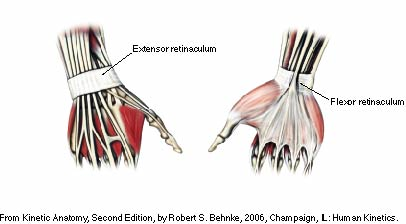 Extensor retinaculum
Flexor retinaculum
From Kinetic Anatomy, Second Edition, by Robert S. Behnke, 2006, Champaign, IL: Human Kinetics.